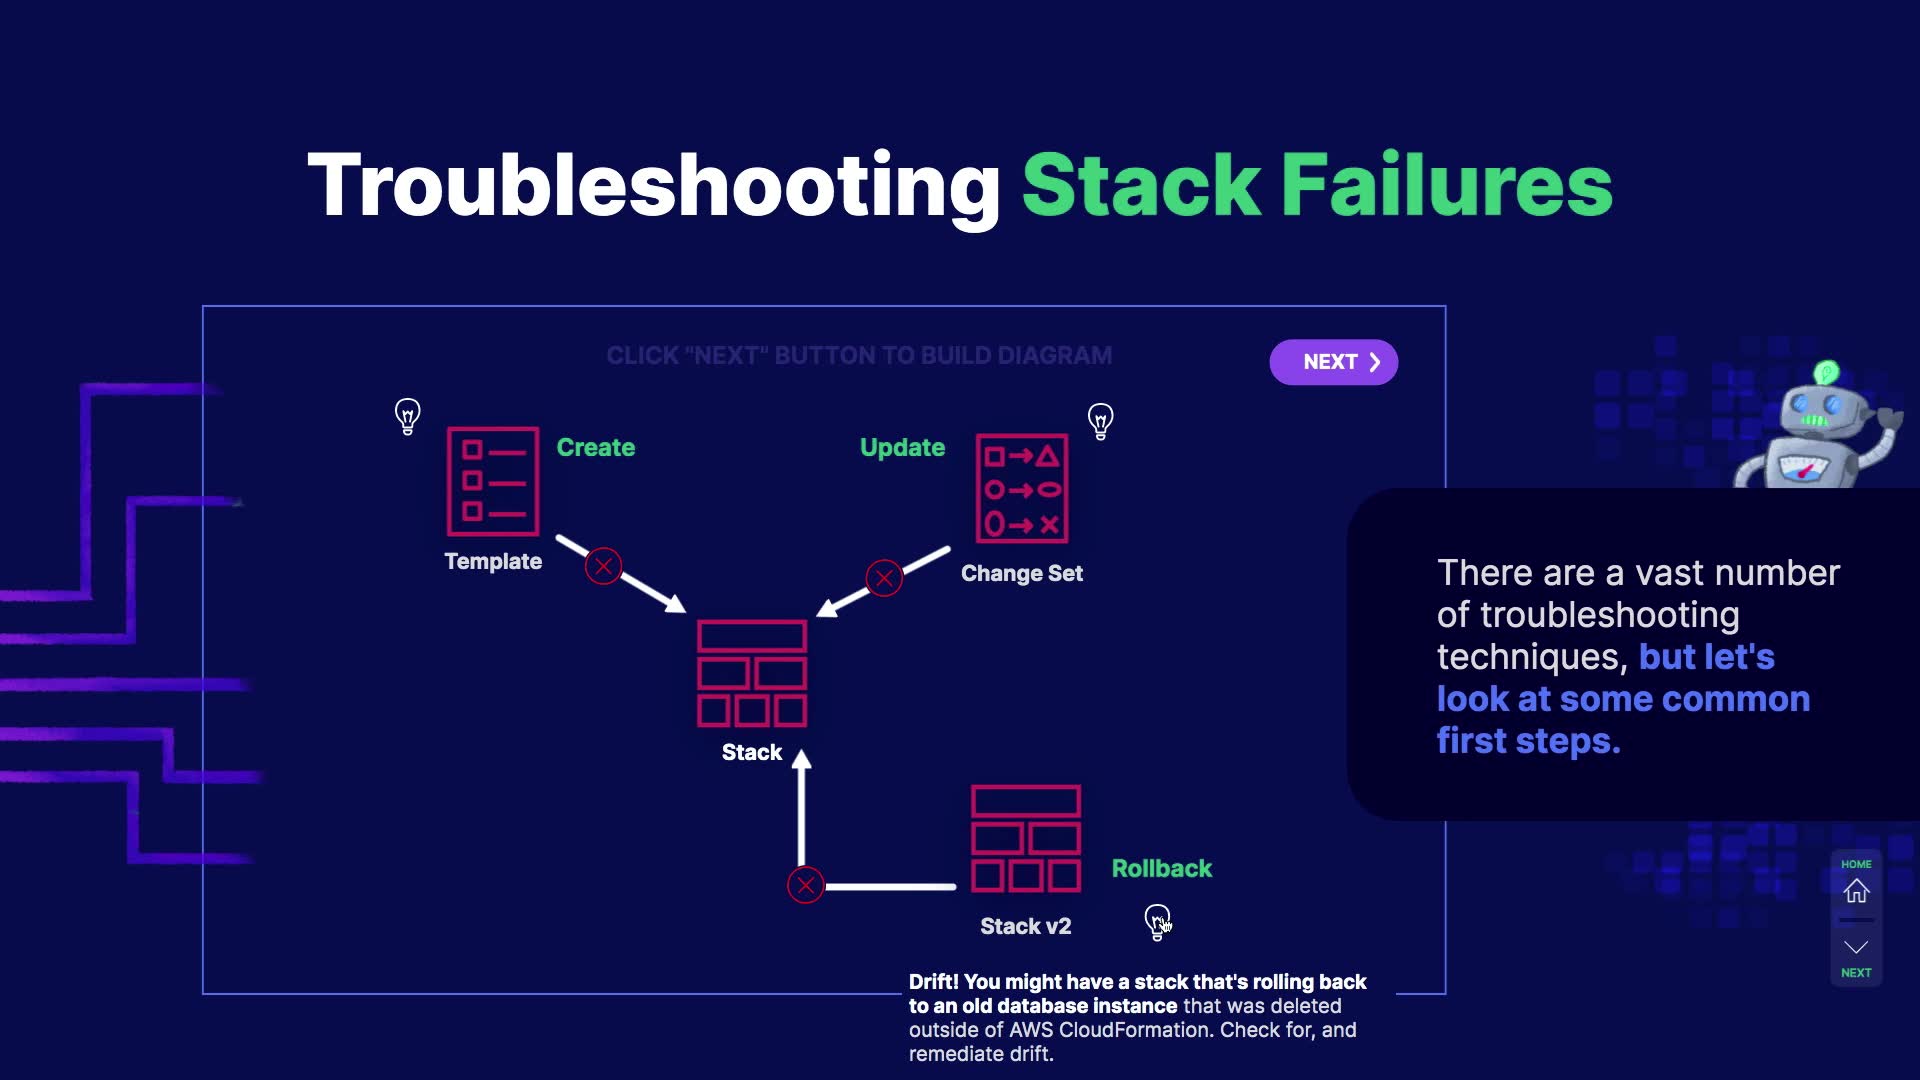 Troubleshooting Stack Failures
CLICK "NEXT" BUTTON TO BUILD DIAGRAM
NEXT
Create
Update
Template
Change Set
There are a vast number
of troubleshooting
techniques, but let's
look at some common
first steps.
Stack
Rollback
Stack v2
HOME
NEXT
Drift! You might have a stack that's rolling back
to an old database instance that was deleted
outside of AWS CloudFormation. Check for, and
remediate drift.